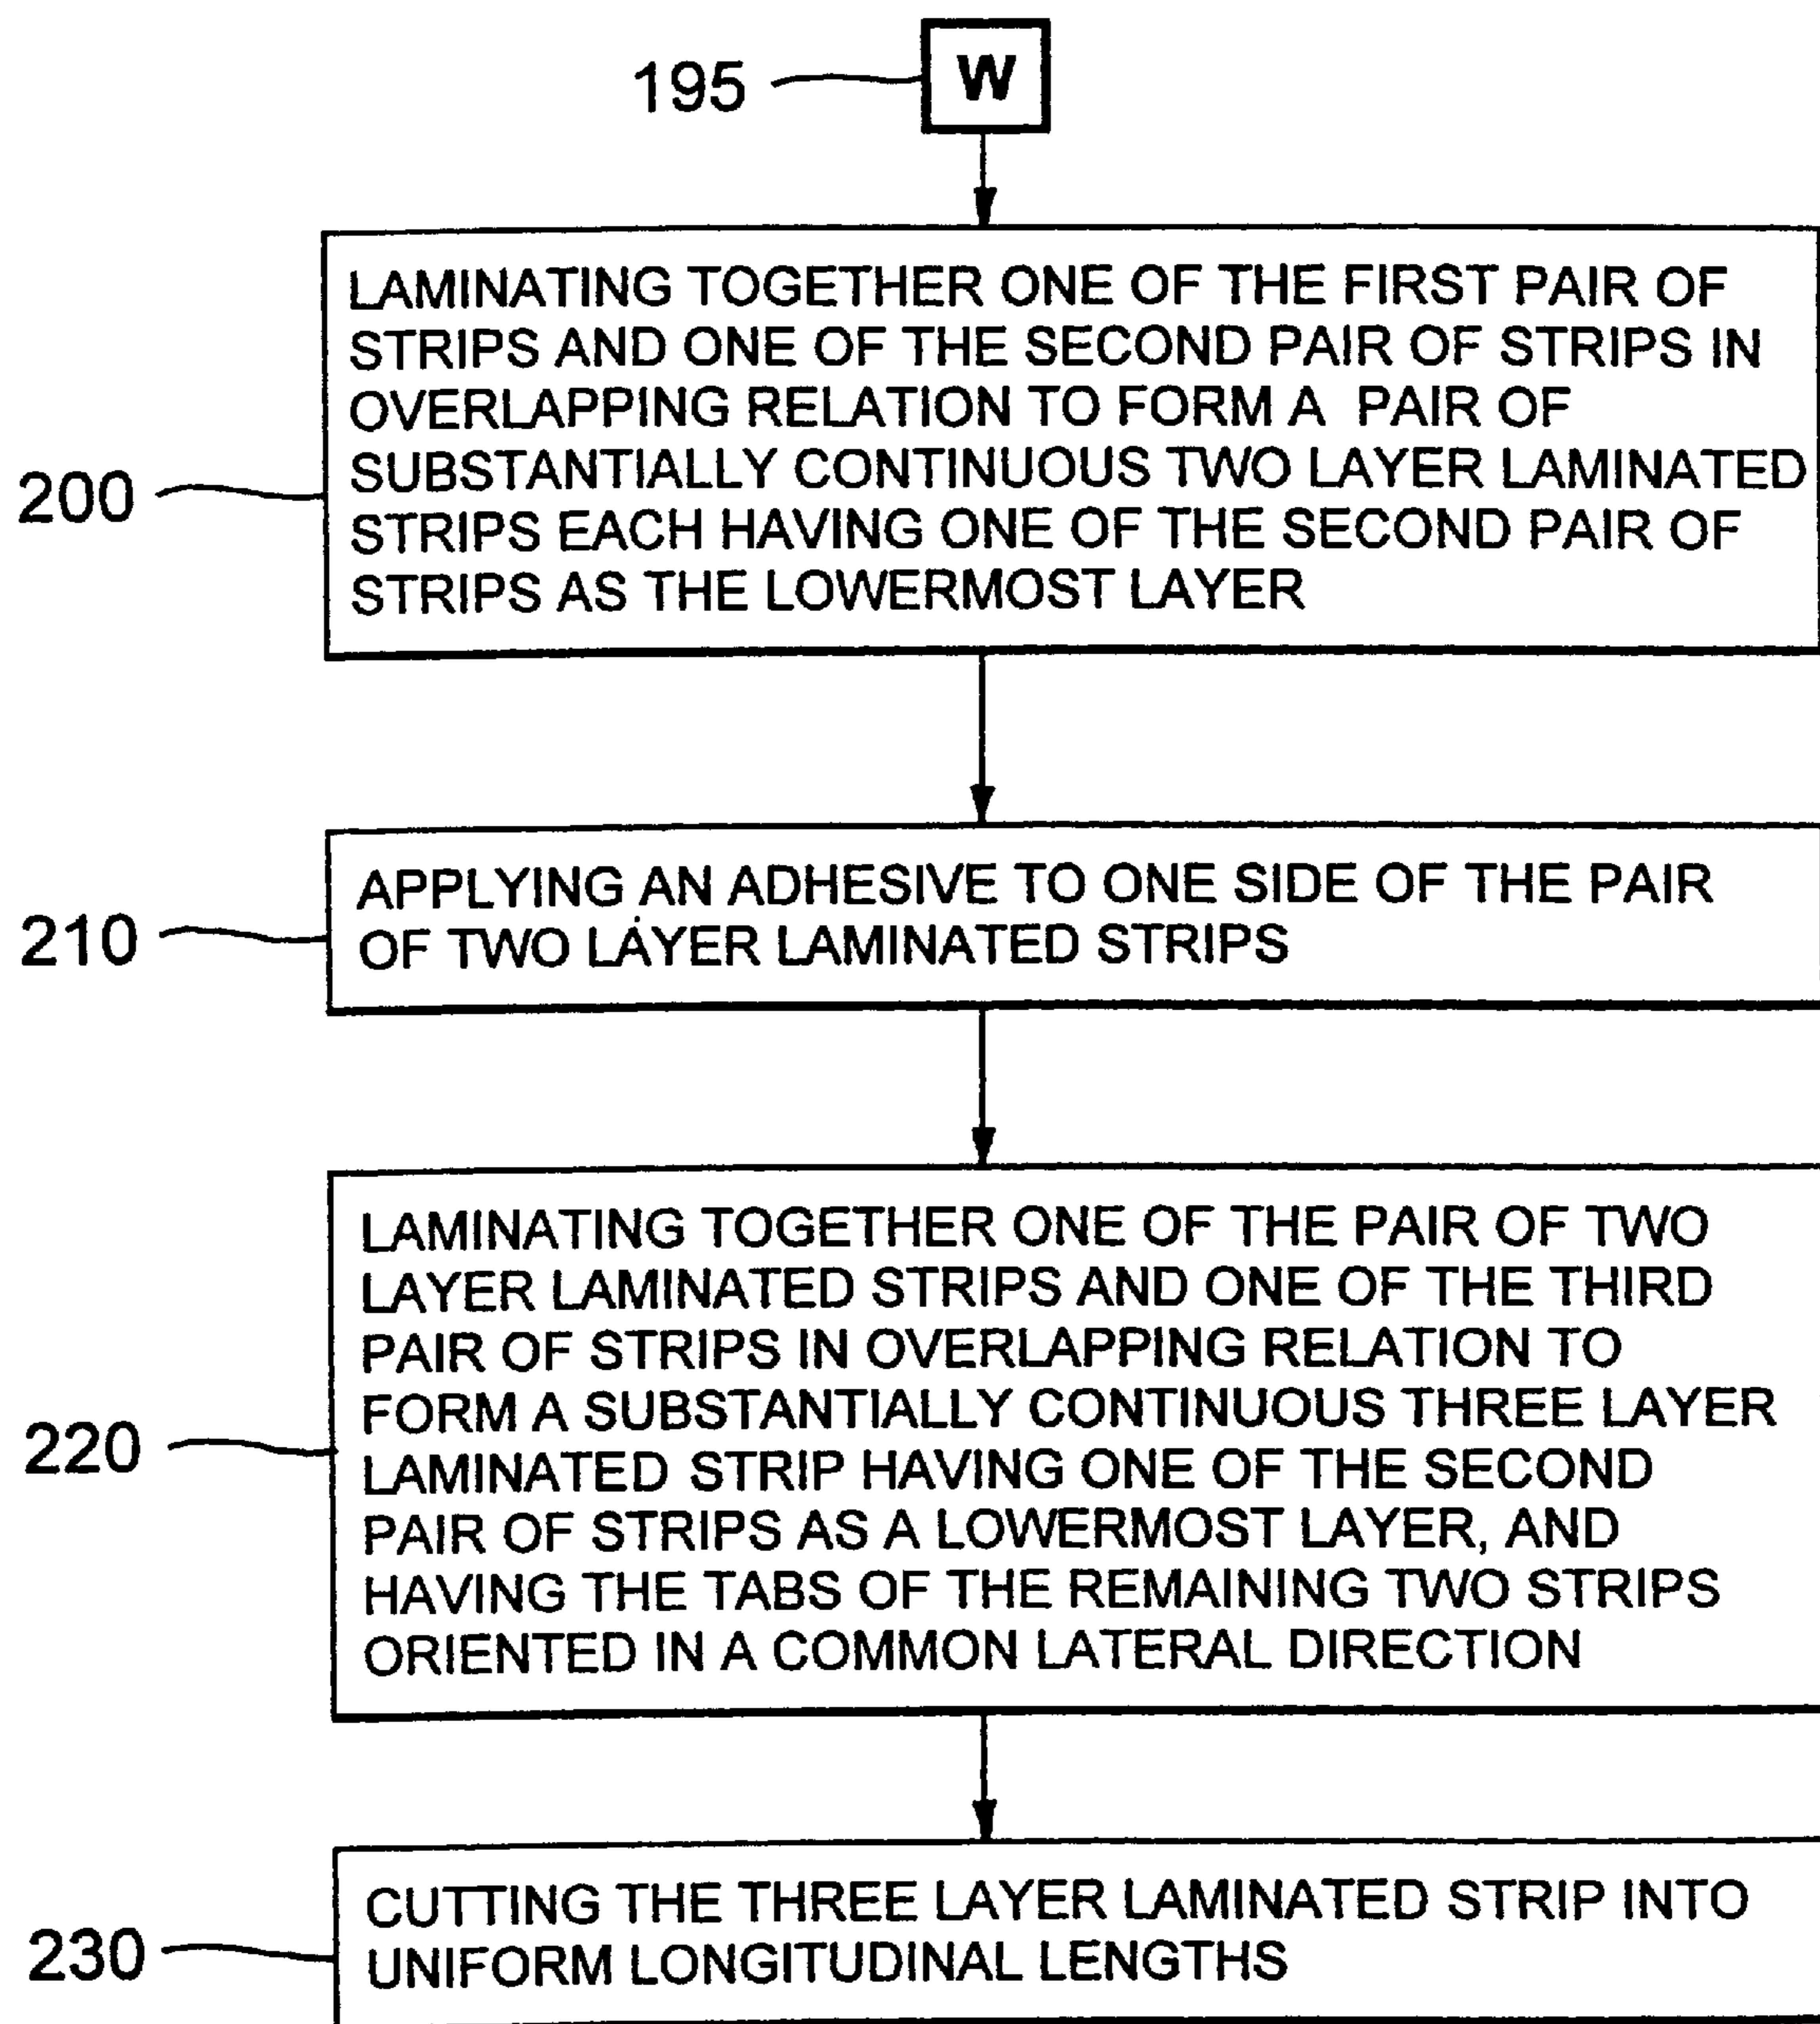 195 W
LAMINATING TOGETHER ONE OF THE FIRST PAIR OF
STRIPS AND ONE OF THE SECOND PAIR OF STRIPS IN
OVERLAPPING RELATION TO FORM A PAIR OF
SUBSTANTIALLY CONTINUOUS TWO LAYER LAMINATED
STRIPS EACH HAVING ONE OF THE SECOND PAIR OF
STRIPS AS THE LOWERMOST LAYER
200
APPLYING AN ADHESIVE TO ONE SIDE OF THE PAIR
OF TWO LAYER LAMINATED STRIPS
210
LAMINATING TOGETHER ONE OF THE PAIR OF TWO
LAYER LAMINATED STRIPS AND ONE OF THE THIRD
PAIR OF STRIPS IN OVERLAPPING RELATION TO
FORM A SUBSTANTIALLY CONTINUOUS THREE LAYER
LAMINATED STRIP HAVING ONE OF THE SECOND
PAIR OF STRIPS AS A LOWERMOST LAYER, AND
HAVING THE TABS OF THE REMAINING TWO STRIPS
ORIENTED IN A COMMON LATERAL DIRECTION
220
CUTTING THE THREE LAYER LAMINATED STRIP INTO
UNIFORM LONGITUDINAL LENGTHS
230